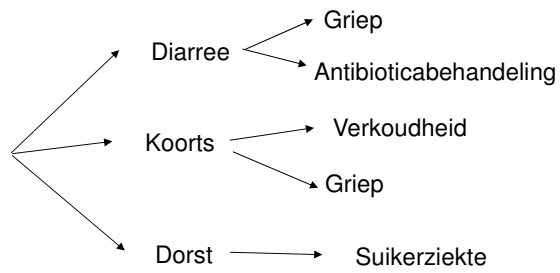 Griep
Diarree
Antibioticabehandeling
Verkoudheid
Koorts
Griep
Dorst
Suikerziekte